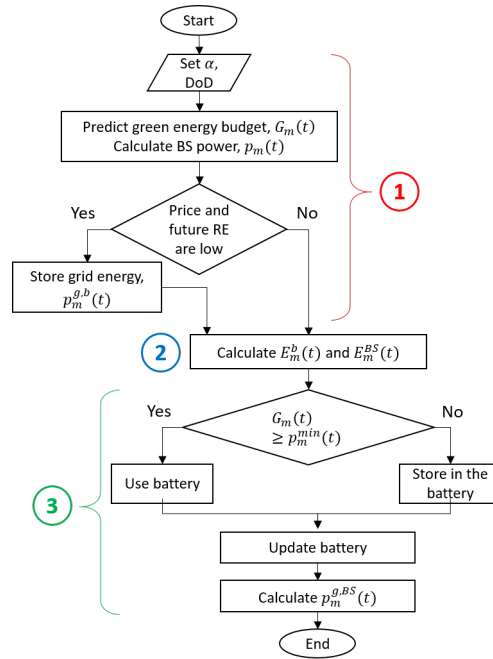 Start
Set α,
DoD
Predict green energy budget, G_m(t)
Calculate BS power, p_m(t)
1
Yes
No
Price and
future RE
are low
Store grid energy,
p_m^{g,b}(t)
2
Calculate E_m^b(t) and E_m^{BS}(t)
Yes
No
G_m(t)
≥ p_m^{min}(t)
3
Use battery
Store in the
battery
Update battery
Calculate p_m^{g,BS}(t)
End